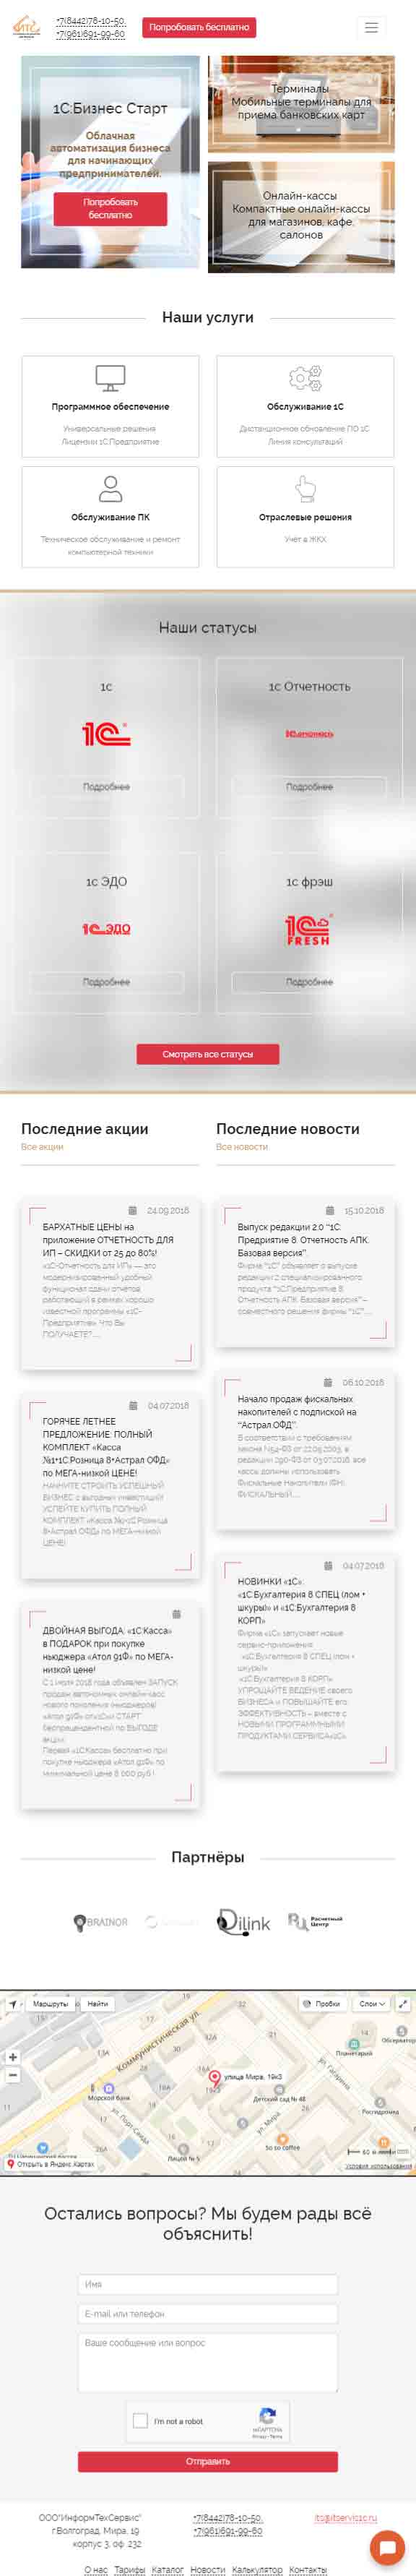 ИТС
+7(8442)78-10-50,
+7(961)691-99-60
Попробовать бесплатно
1С:Бизнес Старт
Облачная
автоматизация бизнеса
для начинающих
предпринимателей.
Попробовать
бесплатно
Терминалы
Мобильные терминалы для
приема банковских карт
Онлайн-кассы
Компактные онлайн-кассы
для магазинов, кафе,
салонов
Наши услуги
Программное обеспечение
Универсальные решения
Лицензии 1С:Предприятие
Обслуживание 1С
Дистанционное обновление ПО 1С
Линия консультаций
Обслуживание ПК
Техническое обслуживание и ремонт
компьютерной техники
Отраслевые решения
Учёт в ЖКХ
Наши статусы
1с
Подробнее
1с Отчетность
Подробнее
1с ЭДО
1С ЭДО
Подробнее
1с фрэш
1С FRESH
Подробнее
Смотреть все статусы
Последние акции
Все акции
24.09.2018
БАРХАТНЫЕ ЦЕНЫ на
приложение ОТЧЕТНОСТЬ ДЛЯ
ИП – СКИДКИ от 25 до 80%!
«1С-Отчетность для ИП» — это
модернизированный удобный
функционал сдачи отчётов,
работающий в рамках хорошо
известной программы «1С-
Предприятие». Что Вы
ПОЛУЧАЕТЕ?......
04.07.2018
ГОРЯЧЕЕ ЛЕТНЕЕ
ПРЕДЛОЖЕНИЕ: ПОЛНЫЙ
КОМПЛЕКТ «Касса
№1+1С:Розница 8+Астрал ОФД»
по МЕГА-низкой ЦЕНЕ!
НАЧНИТЕ СТРОИТЬ УСПЕШНЫЙ
БИЗНЕС с выгодных инвестиций!
УСПЕЙТЕ КУПИТЬ ПОЛНЫЙ
КОМПЛЕКТ «Касса №1+1С:Розница
8+Астрал ОФД» по МЕГА-низкой
ЦЕНЕ!
ДВОЙНАЯ ВЫГОДА: «1С:Касса»
в ПОДАРОК при покупке
ньюджера «Атол 91Ф» по МЕГА-
низкой цене!
С 1 июля 2018 года объявлен ЗАПУСК
продаж автономных онлайн-касс
нового поколения (ньюджеров)
«Атол 91Ф» от«1С»и СТАРТ
беспрецедентной по ВЫГОДЕ
акции:
Первая «1С:Касса» бесплатно при
покупке ньюджера «Атол 91Ф» по
минимальной цене 8 000 руб.!
Последние новости
Все новости
15.10.2018
Выпуск редакции 2.0 "1С:
Предприятие 8. Отчетность АПК.
Базовая версия".
Фирма "1С" объявляет о выпуске
редакции 2 специализированного
продукта "1С:Предприятие 8.
Отчетность АПК. Базовая версия" –
совместного решения фирмы "1С"......
06.10.2018
Начало продаж фискальных
накопителей с подпиской на
"Астрал.ОФД".
В соответствии с требованиями
закона №54-ФЗ от 22.05.2003, в
редакции 290-ФЗ от 03.07.2016, все
кассы должны использовать
Фискальные Накопители (ФН).
ФИСКАЛЬНЫЙ......
04.07.2018
НОВИНКИ «1С»:
«1С:Бухгалтерия 8 СПЕЦ (лом +
шкуры)» и «1С:Бухгалтерия 8
КОРП»
Фирма «1С» запускает новые
сервис-приложения:
«1С:Бухгалтерия 8 СПЕЦ (лом +
шкуры)»
«1С:Бухгалтерия 8 КОРП»
УПРОЩАЙТЕ ВЕДЕНИЕ своего
БИЗНЕСА и ПОВЫШАЙТЕ его
ЭФФЕКТИВНОСТЬ – вместе с
НОВЫМИ ПРОГРАММНЫМИ
ПРОДУКТАМИ СЕРВИСА«1С»
Партнёры
BRAINOR
Dilink
Расчетный
Центр
Маршруты
Найти
Пробки
Слои
Коммунистическая ул.
Планетарий
Обсерватория
ул. Гагарина
улица Мира, 19к3
Морской банк
Детский сад № 48
Росгидромет
ул. Порт-Саида
ул. Мира
Лицей № 5
So so coffee
Открыть в Яндекс.Картах
Условия использования
Остались вопросы? Мы будем рады всё
объяснить!
Имя
E-mail или телефон
Ваше сообщение или вопрос
I'm not a robot
reCAPTCHA
Privacy - Terms
Отправить
ООО"ИнформТехСервис"
г.Волгоград, Мира, 19
корпус 3, оф. 232
+7(8442)78-10-50,
+7(961)691-99-60
its@itservis1c.ru
О нас Тарифы Каталог Новости Калькулятор Контакты